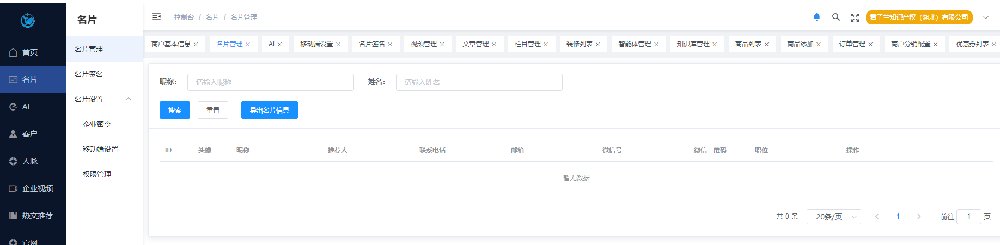 名片
控制台 / 名片 / 名片管理
君子兰知识产权（湖北）有限公司
商户基本信息 名片管理 AI 移动端设置 名片签名 视频管理 文章管理 栏目管理 装修列表 智能体管理 知识库管理 商品列表 商品添加 订单管理 商户分销配置 优惠券列表
首页
名片
AI
客户
人脉
企业视频
热文推荐
官网
名片管理
名片签名
名片设置
企业密令
移动端设置
权限管理
昵称： 请输入昵称 姓名： 请输入姓名
搜索 重置 导出名片信息
ID 头像 昵称 推荐人 联系电话 邮箱 微信号 微信二维码 职位 操作
暂无数据
共 0 条 20条/页 1 前往 1 页